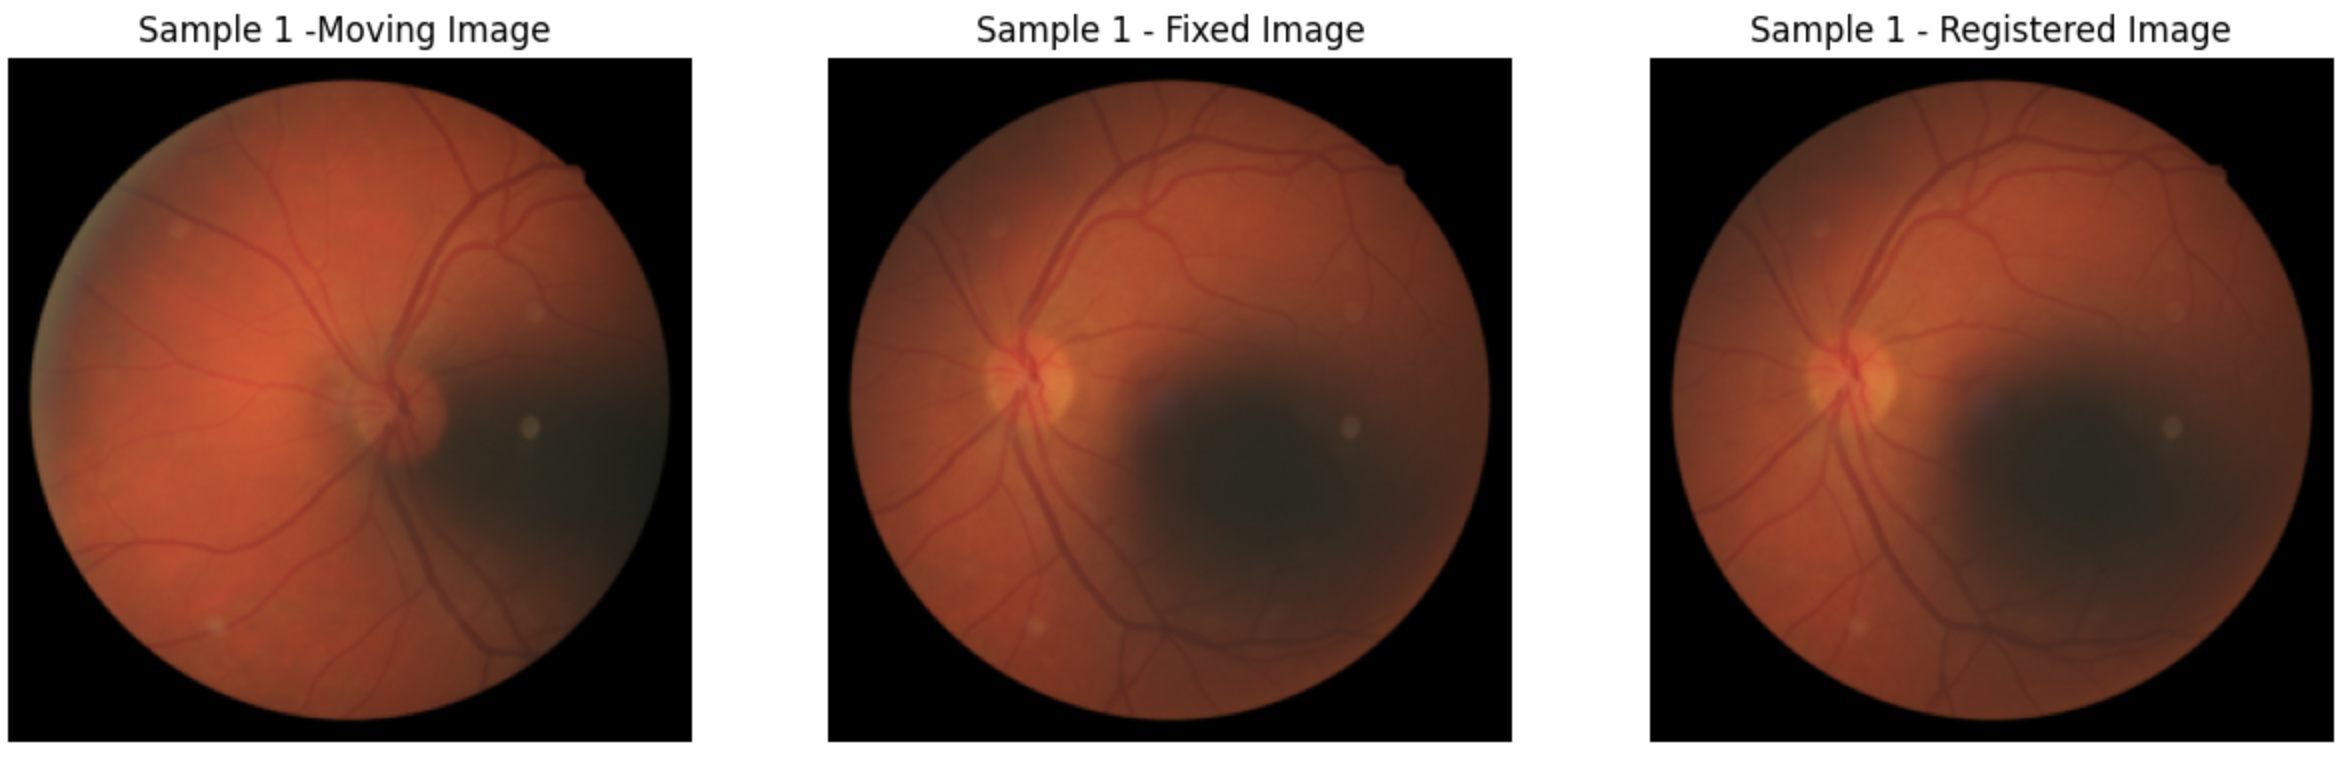 Sample 1 -Moving Image
Sample 1 - Fixed Image
Sample 1 - Registered Image